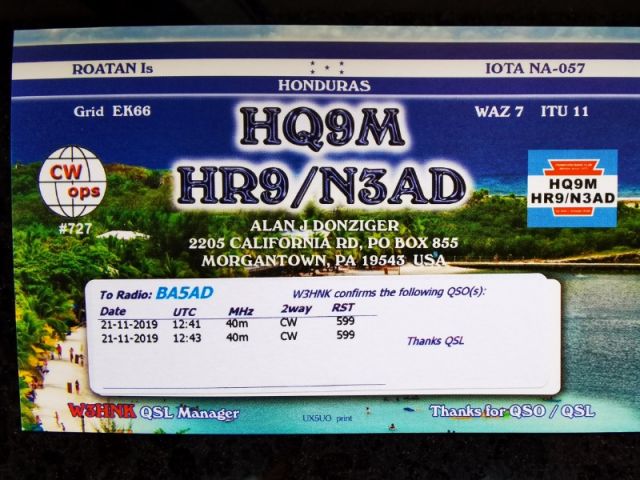 ROATAN Is
HONDURAS
IOTA NA-057
Grid EK66
HQ9M
WAZ 7 ITU 11
HR9/N3AD
CW
ops
#727
HQ9M
HR9/N3AD
ALAN J DONZIGER
2205 CALIFORNIA RD, PO BOX 855
MORGANTOWN, PA 19543 USA
To Radio: BA5AD W3HNK confirms the following QSO(s):
Date UTC MHz 2way RST
21-11-2019 12:41 40m CW 599
21-11-2019 12:43 40m CW 599
Thanks QSL
W3HNK QSL Manager
UX5UO print
Thanks for QSO / QSL